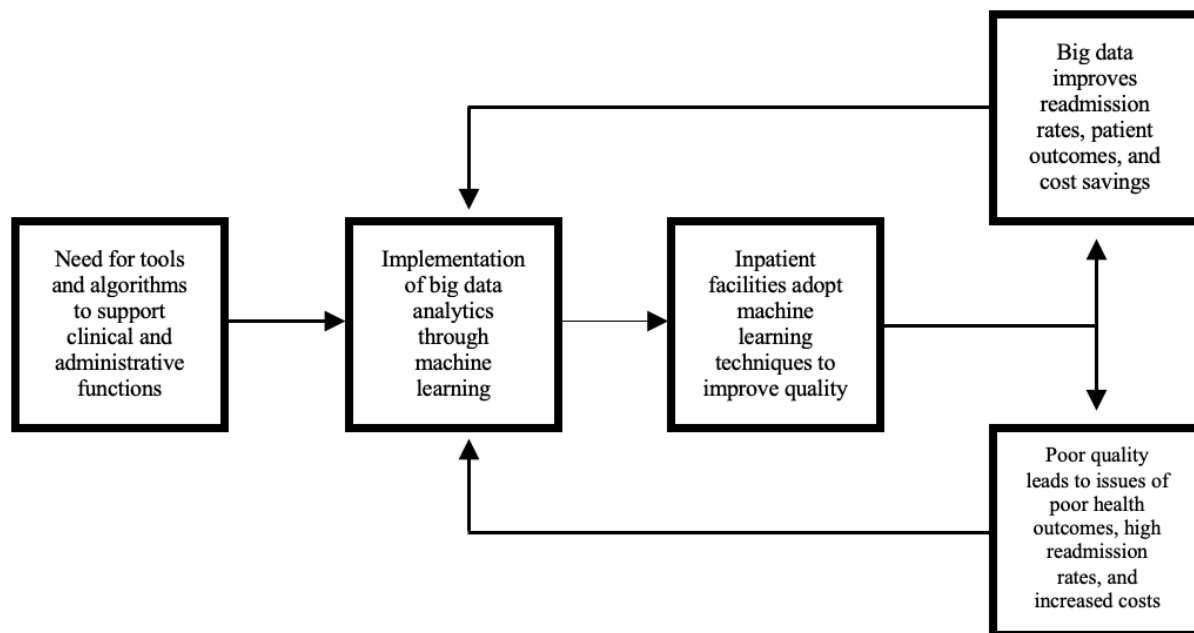 Need for tools
and algorithms
to support
clinical and
administrative
functions
Implementation
of big data
analytics
through
machine
learning
Inpatient
facilities adopt
machine
learning
techniques to
improve quality
Big data
improves
readmission
rates, patient
outcomes, and
cost savings
Poor quality
leads to issues of
poor health
outcomes, high
readmission
rates, and
increased costs